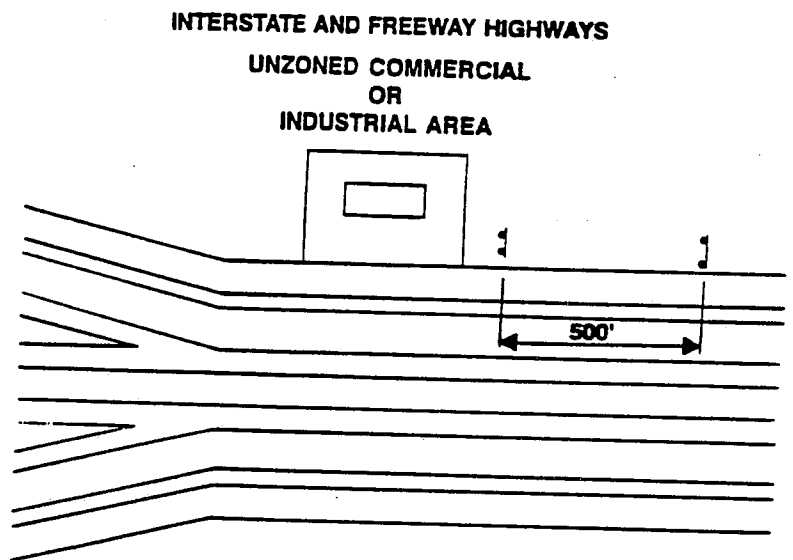 INTERSTATE AND FREEWAY HIGHWAYS
UNZONED COMMERCIAL
OR
INDUSTRIAL AREA
500'